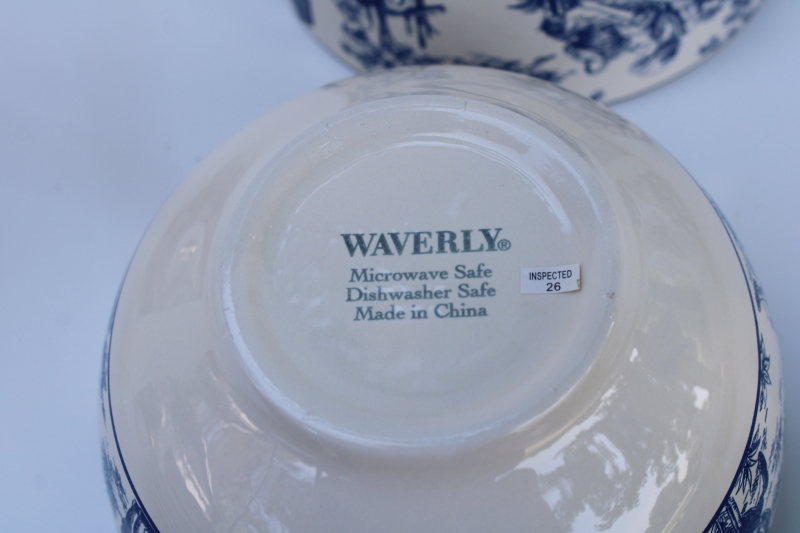 WAVERLY®
Microwave Safe
Dishwasher Safe
Made in China
INSPECTED
26